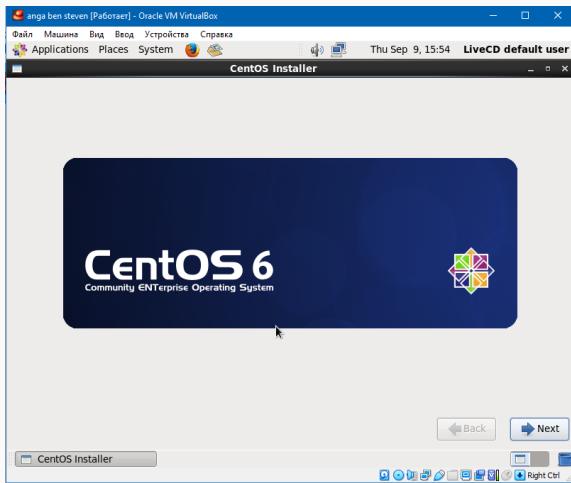 anga ben steven [Работает] - Oracle VM VirtualBox
Файл Машина Вид Ввод Устройства Справка
Applications Places System Thu Sep 9, 15:54 LiveCD default user
CentOS Installer
CentOS 6
Community ENTerprise Operating System
Back Next
CentOS Installer
Right Ctrl